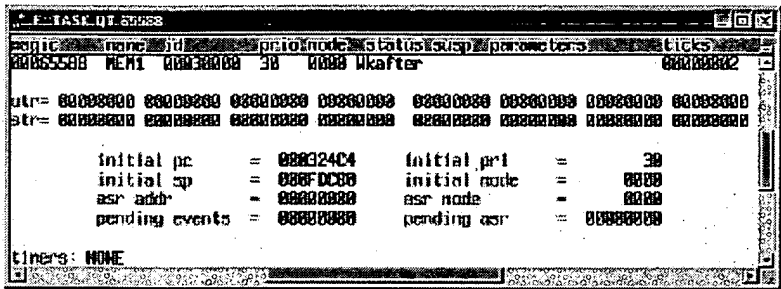 E::TASK.QT 65588
magic name id prio mode status susp parameters ticks
00065588 MEM1 00030000 30 0000 Wkafter 00000002
utr= 00000000 00000000 00000000 00000000 00000000 00000000 00000000 00000000
str= 00000000 00000000 00000000 00000000 00000000 00000000 00000000 00000000
initial pc = 000324C4 initial pri = 30
initial sp = 000FDC80 initial mode = 0000
asr addr = 00000000 asr mode = 0000
pending events = 00000000 pending asr = 00000000
timers: NONE